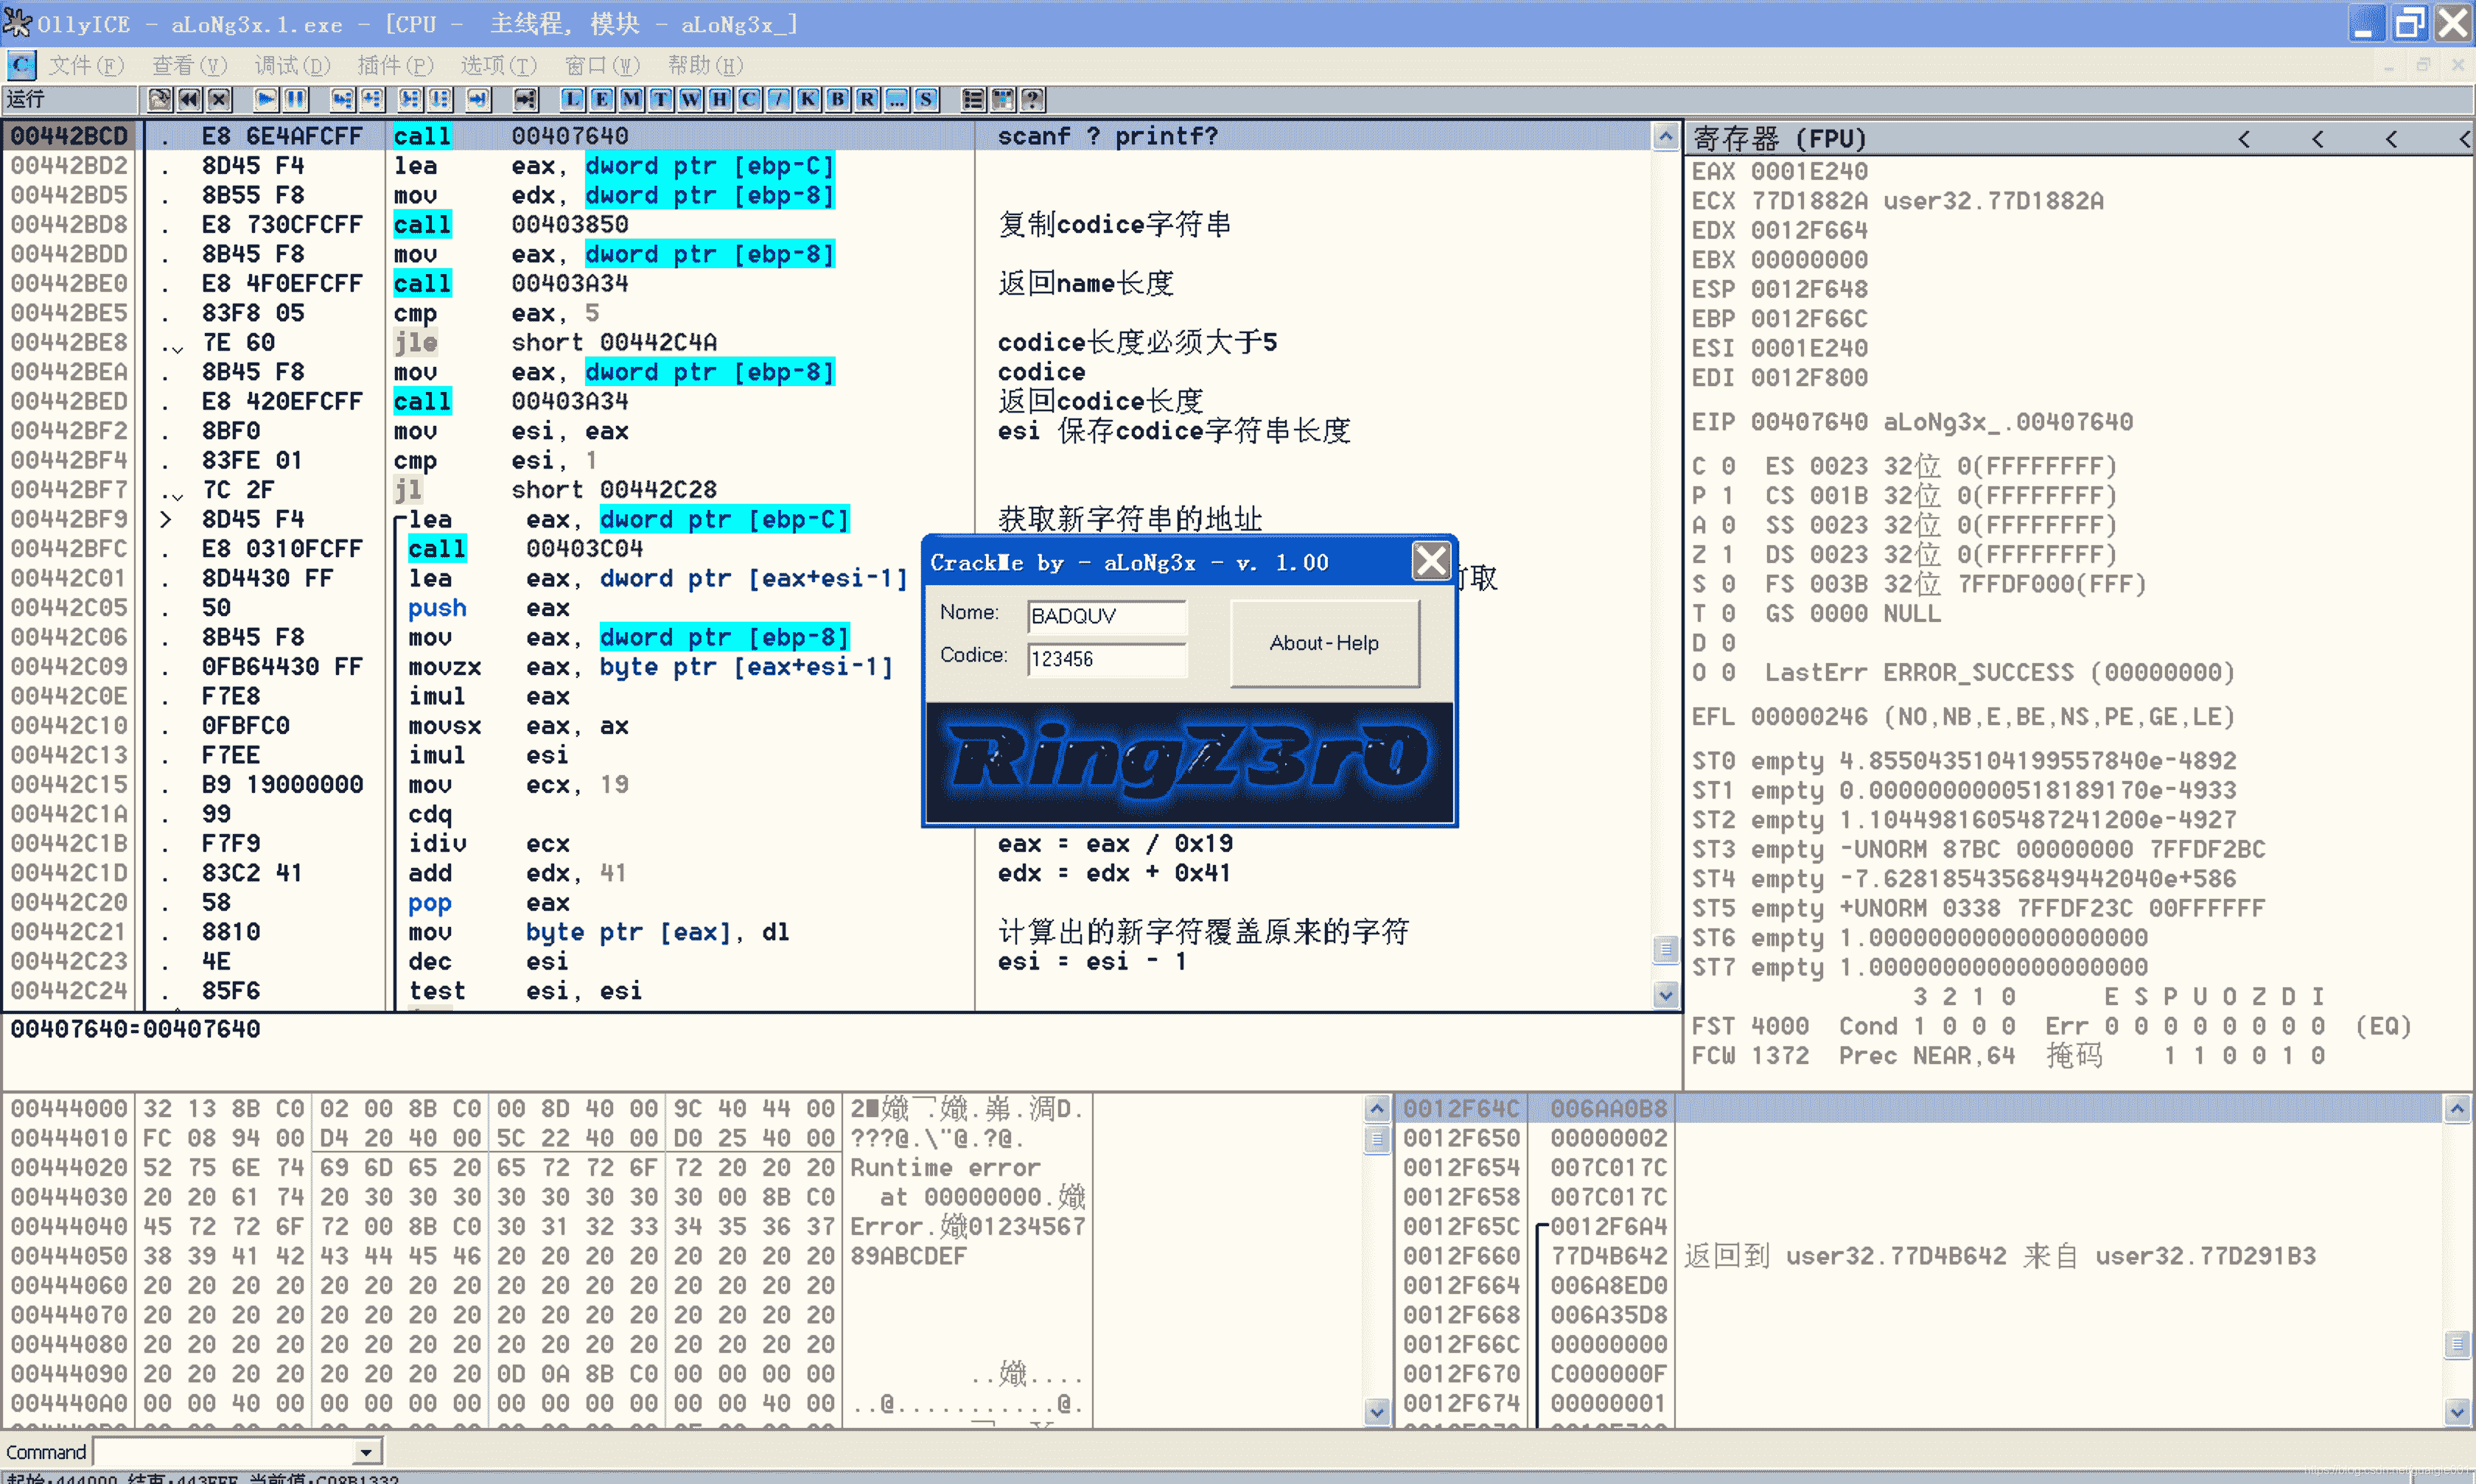 OllyICE - aLoNg3x.1.exe - [CPU - 主线程, 模块 - aLoNg3x_]
C 文件(F) 查看(V) 调试(D) 插件(P) 选项(T) 窗口(W) 帮助(H)
运行 L E M T W H C / K B R ... S ?
00442BCD . E8 6E4AFCFF call 00407640 scanf ? printf?
00442BD2 . 8D45 F4 lea eax, dword ptr [ebp-C]
00442BD5 . 8B55 F8 mov edx, dword ptr [ebp-8]
00442BD8 . E8 730CFCFF call 00403850 复制codice字符串
00442BDD . 8B45 F8 mov eax, dword ptr [ebp-8]
00442BE0 . E8 4F0EFCFF call 00403A34 返回name长度
00442BE5 . 83F8 05 cmp eax, 5
00442BE8 . 7E 60 jle short 00442C4A codice长度必须大于5
00442BEA . 8B45 F8 mov eax, dword ptr [ebp-8] codice
00442BED . E8 420EFCFF call 00403A34 返回codice长度
00442BF2 . 8BF0 mov esi, eax esi 保存codice字符串长度
00442BF4 . 83FE 01 cmp esi, 1
00442BF7 . 7C 2F jl short 00442C28
00442BF9 > 8D45 F4 lea eax, dword ptr [ebp-C] 获取新字符串的地址
00442BFC . E8 0310FCFF call 00403C04
00442C01 . 8D4430 FF lea eax, dword ptr [eax+esi-1] 取
00442C05 . 50 push eax
00442C06 . 8B45 F8 mov eax, dword ptr [ebp-8]
00442C09 . 0FB64430 FF movzx eax, byte ptr [eax+esi-1]
00442C0E . F7E8 imul eax
00442C10 . 0FBFC0 movsx eax, ax
00442C13 . F7EE imul esi
00442C15 . B9 19000000 mov ecx, 19
00442C1A . 99 cdq
00442C1B . F7F9 idiv ecx eax = eax / 0x19
00442C1D . 83C2 41 add edx, 41 edx = edx + 0x41
00442C20 . 58 pop eax
00442C21 . 8810 mov byte ptr [eax], dl 计算出的新字符覆盖原来的字符
00442C23 . 4E dec esi esi = esi - 1
00442C24 . 85F6 test esi, esi
00407640=00407640
CrackMe by - aLoNg3x - v. 1.00
Nome: BADQUV
Codice: 123456
About-Help
RingZ3r0
寄存器 (FPU) < < < <
EAX 0001E240
ECX 77D1882A user32.77D1882A
EDX 0012F664
EBX 00000000
ESP 0012F648
EBP 0012F66C
ESI 0001E240
EDI 0012F800
EIP 00407640 aLoNg3x_.00407640
C 0 ES 0023 32位 0(FFFFFFFF)
P 1 CS 001B 32位 0(FFFFFFFF)
A 0 SS 0023 32位 0(FFFFFFFF)
Z 1 DS 0023 32位 0(FFFFFFFF)
S 0 FS 003B 32位 7FFDF000(FFF)
T 0 GS 0000 NULL
D 0
O 0 LastErr ERROR_SUCCESS (00000000)
EFL 00000246 (NO,NB,E,BE,NS,PE,GE,LE)
ST0 empty 4.8550435104199557840e-4892
ST1 empty 0.0000000000518189170e-4933
ST2 empty 1.1044981605487241200e-4927
ST3 empty -UNORM 87BC 00000000 7FFDF2BC
ST4 empty -7.6281854356849442040e+586
ST5 empty +UNORM 0338 7FFDF23C 00FFFFFF
ST6 empty 1.0000000000000000000
ST7 empty 1.0000000000000000000
3 2 1 0 E S P U O Z D I
FST 4000 Cond 1 0 0 0 Err 0 0 0 0 0 0 0 0 (EQ)
FCW 1372 Prec NEAR,64 掩码 1 1 0 0 1 0
00444000 32 13 8B C0 02 00 8B C0 00 8D 40 00 9C 40 44 00
00444010 FC 08 94 00 D4 20 40 00 5C 22 40 00 D0 25 40 00 ???@.\"@.?@.
00444020 52 75 6E 74 69 6D 65 20 65 72 72 6F 72 20 20 20 Runtime error
00444030 20 20 61 74 20 30 30 30 30 30 30 30 30 00 8B C0 at 00000000.
00444040 45 72 72 6F 72 00 8B C0 30 31 32 33 34 35 36 37 Error.01234567
00444050 38 39 41 42 43 44 45 46 20 20 20 20 20 20 20 20 89ABCDEF
00444060 20 20 20 20 20 20 20 20 20 20 20 20 20 20 20 20
00444070 20 20 20 20 20 20 20 20 20 20 20 20 20 20 20 20
00444080 20 20 20 20 20 20 20 20 20 20 20 20 20 20 20 20
00444090 20 20 20 20 20 20 20 20 0D 0A 8B C0 00 00 00 00
004440A0 00 00 40 00 00 00 00 00 00 00 00 00 00 00 40 00 ..@...........@.
0012F64C 006AA0B8
0012F650 00000002
0012F654 007C017C
0012F658 007C017C
0012F65C 0012F6A4
0012F660 77D4B642 返回到 user32.77D4B642 来自 user32.77D291B3
0012F664 006A8ED0
0012F668 006A35D8
0012F66C 00000000
0012F670 C000000F
0012F674 00000001
Command
起始:444000 结束:443FFF 当前值:C08B1332